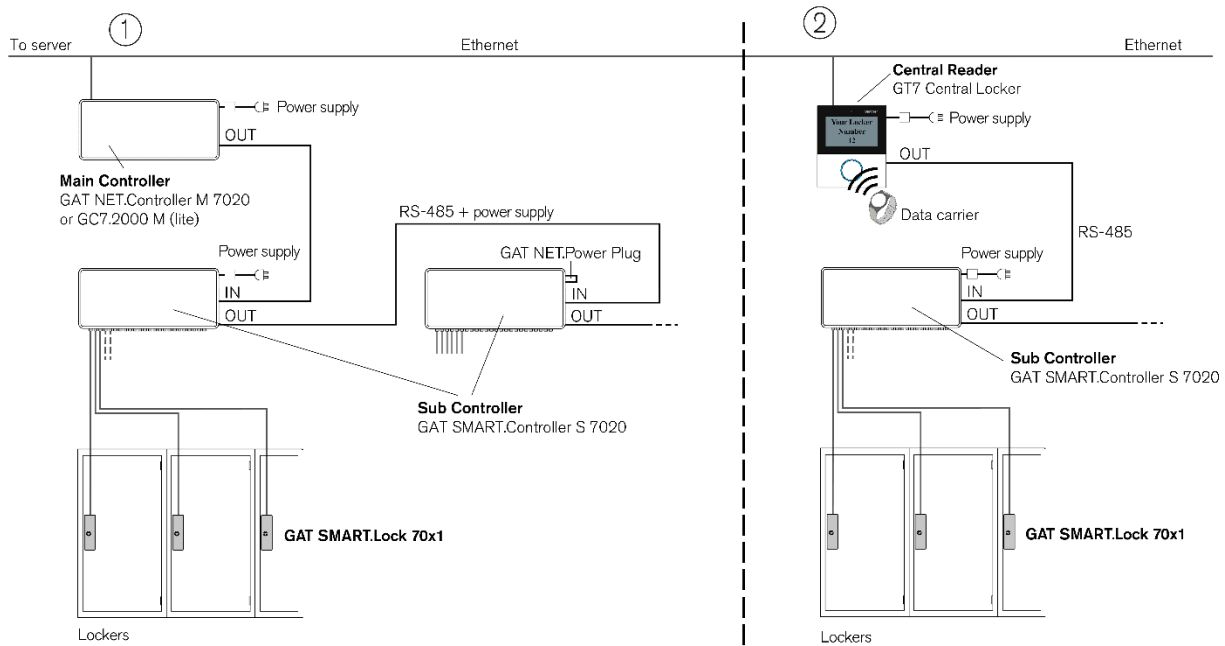 1
To server
Ethernet
Power supply
OUT
Main Controller
GAT NET.Controller M 7020
or GC7.2000 M (lite)
RS-485 + power supply
Power supply
GAT NET.Power Plug
IN
OUT
IN
OUT
Sub Controller
GAT SMART.Controller S 7020
GAT SMART.Lock 70x1
Lockers
2
Ethernet
Central Reader
GT7 Central Locker
Your Locker
Number
12
Power supply
OUT
Data carrier
RS-485
Power supply
IN
OUT
Sub Controller
GAT SMART.Controller S 7020
GAT SMART.Lock 70x1
Lockers